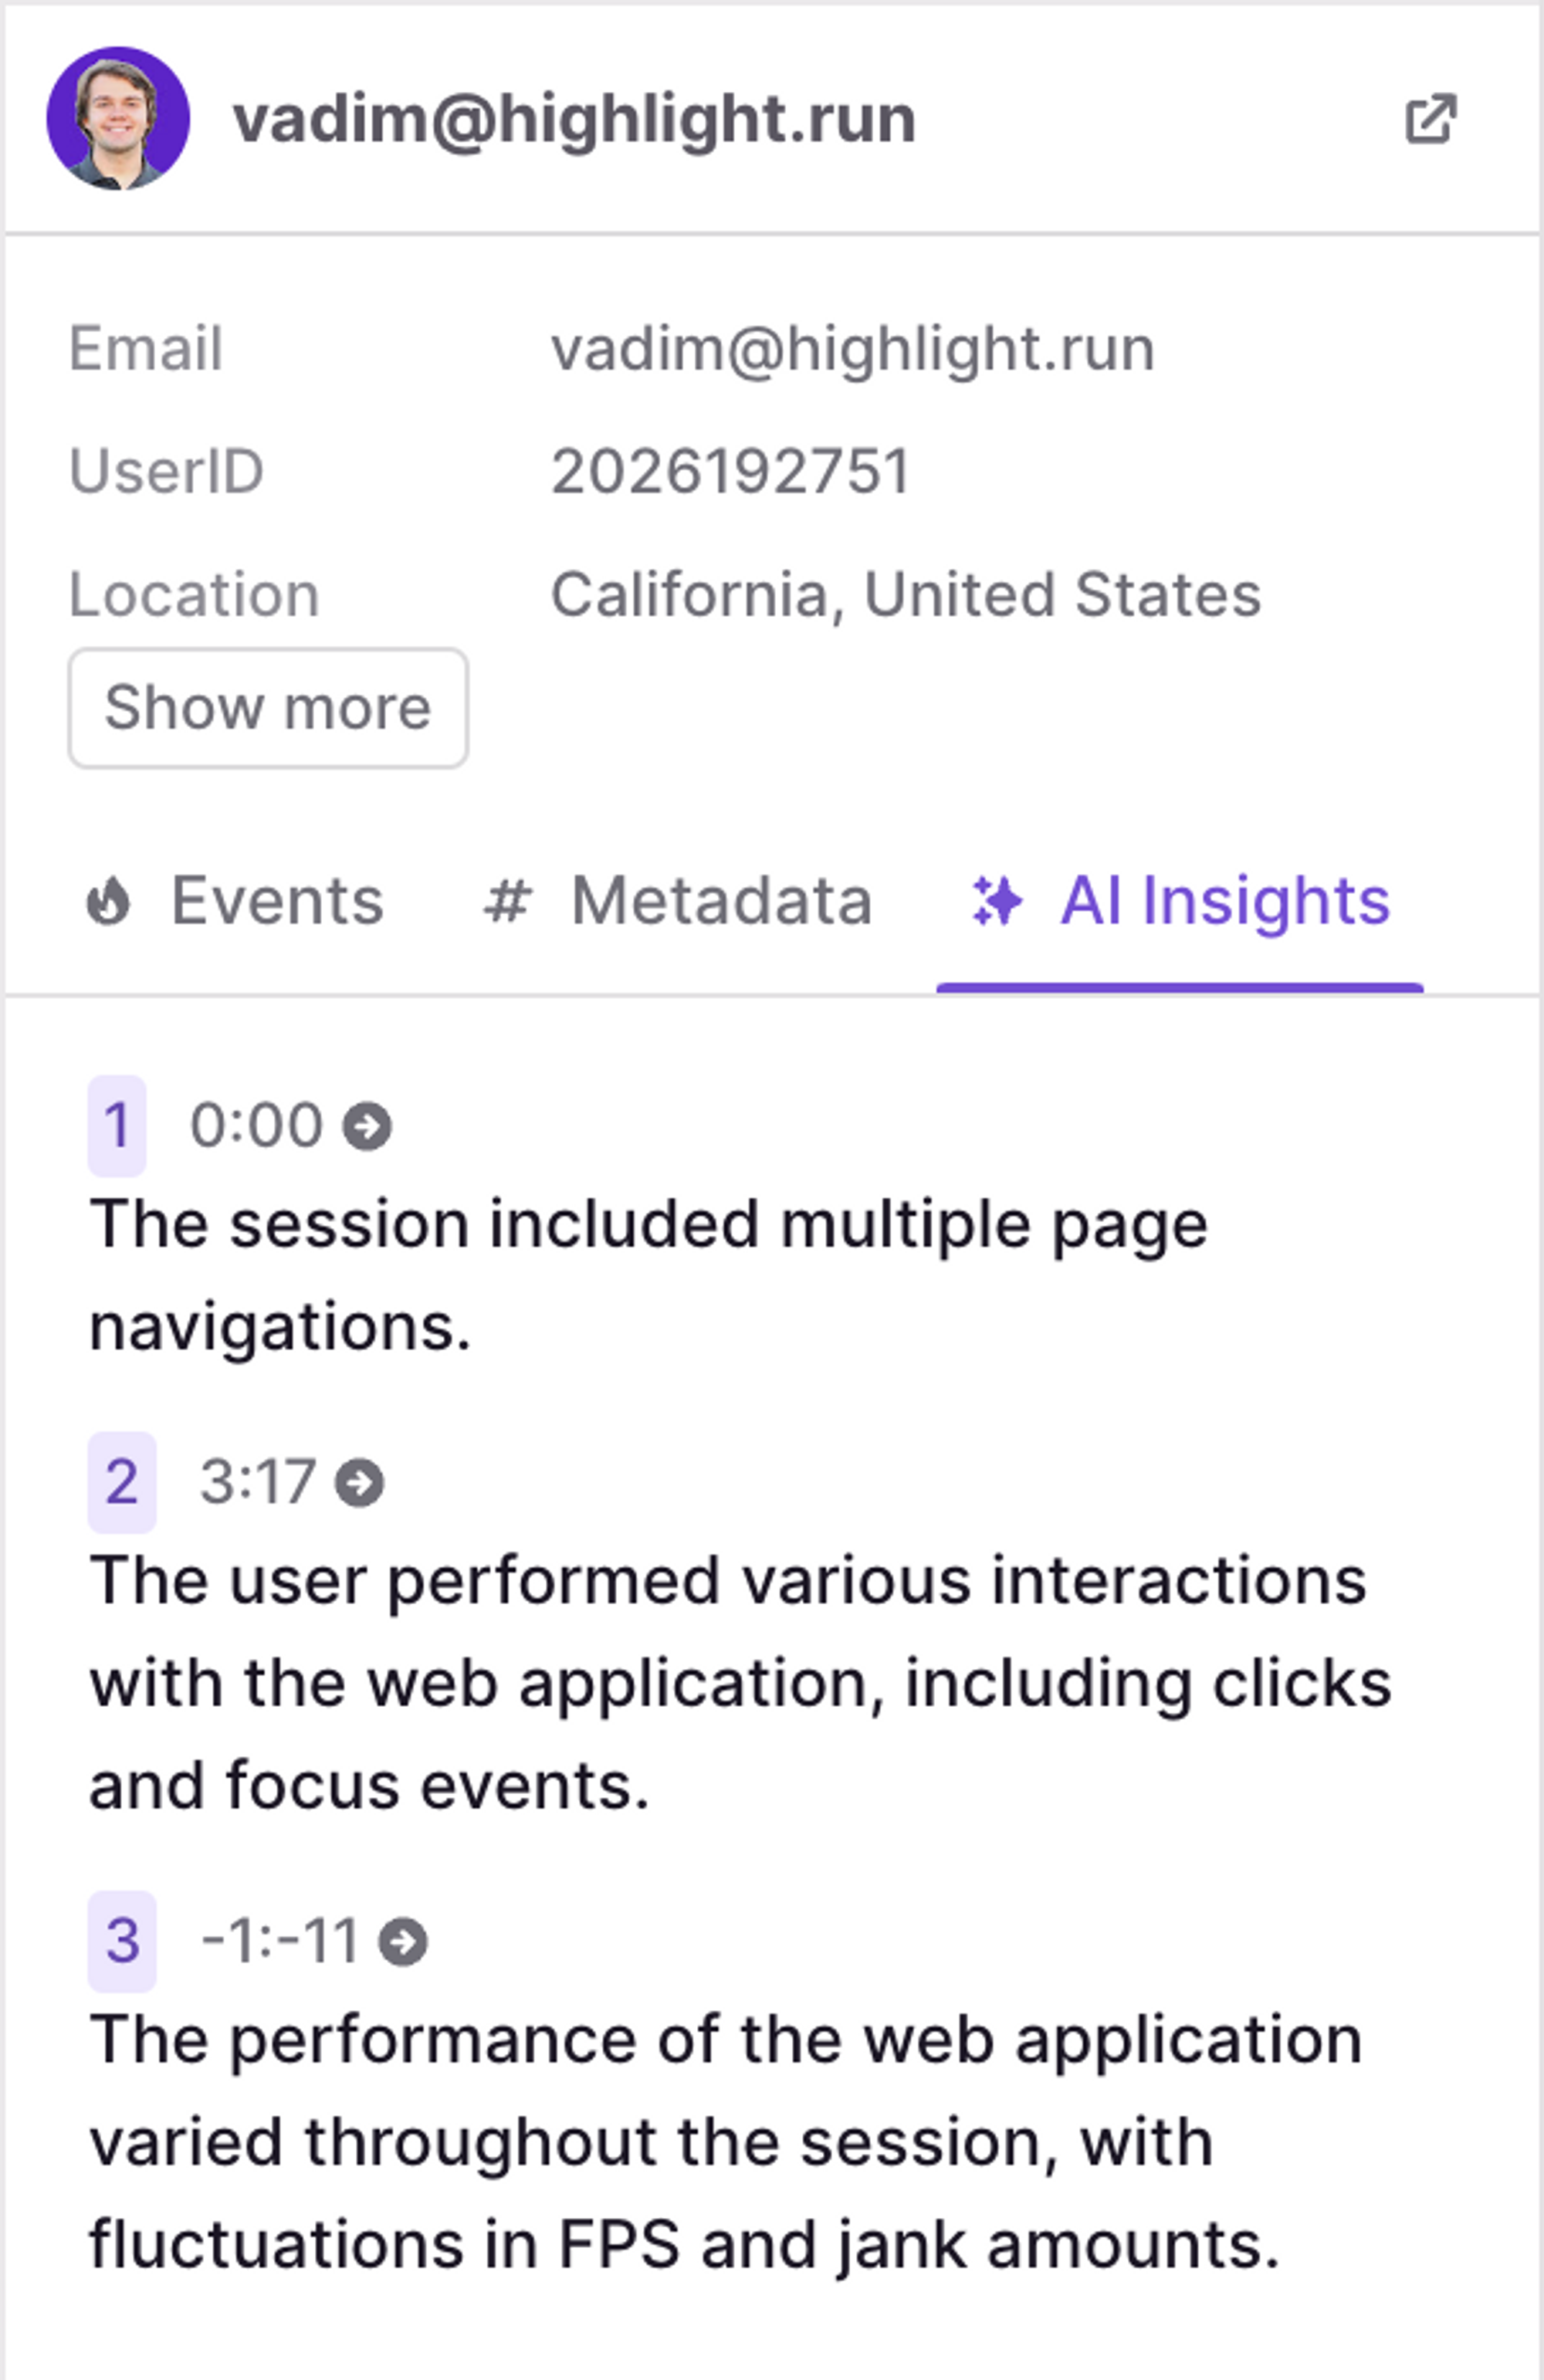 vadim@highlight.run
Email vadim@highlight.run
UserID 2026192751
Location California, United States
Show more
Events # Metadata AI Insights
1 0:00
The session included multiple page
navigations.
2 3:17
The user performed various interactions
with the web application, including clicks
and focus events.
3 -1:-11
The performance of the web application
varied throughout the session, with
fluctuations in FPS and jank amounts.